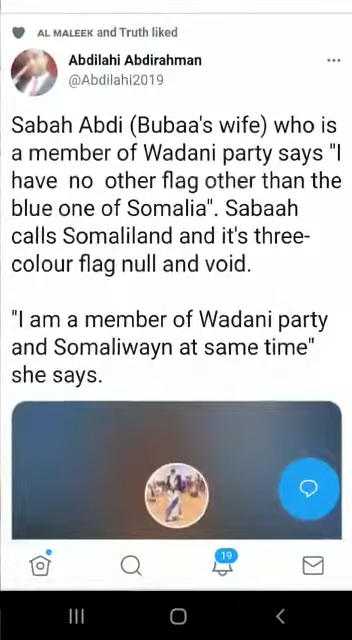 AL MALEEK and Truth liked
Abdilahi Abdirahman
@Abdilahi2019
Sabah Abdi (Bubaa's wife) who is
a member of Wadani party says "I
have no other flag other than the
blue one of Somalia". Sabaah
calls Somaliland and it's three-
colour flag null and void.
"I am a member of Wadani party
and Somaliwayn at same time"
she says.
19